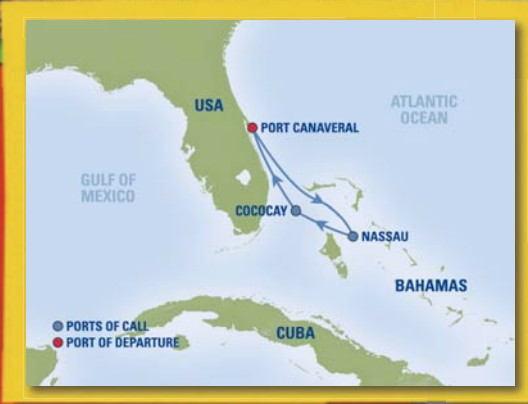 USA
ATLANTIC
OCEAN
PORT CANAVERAL
GULF OF
MEXICO
COCOCAY
NASSAU
BAHAMAS
PORTS OF CALL
PORT OF DEPARTURE
CUBA